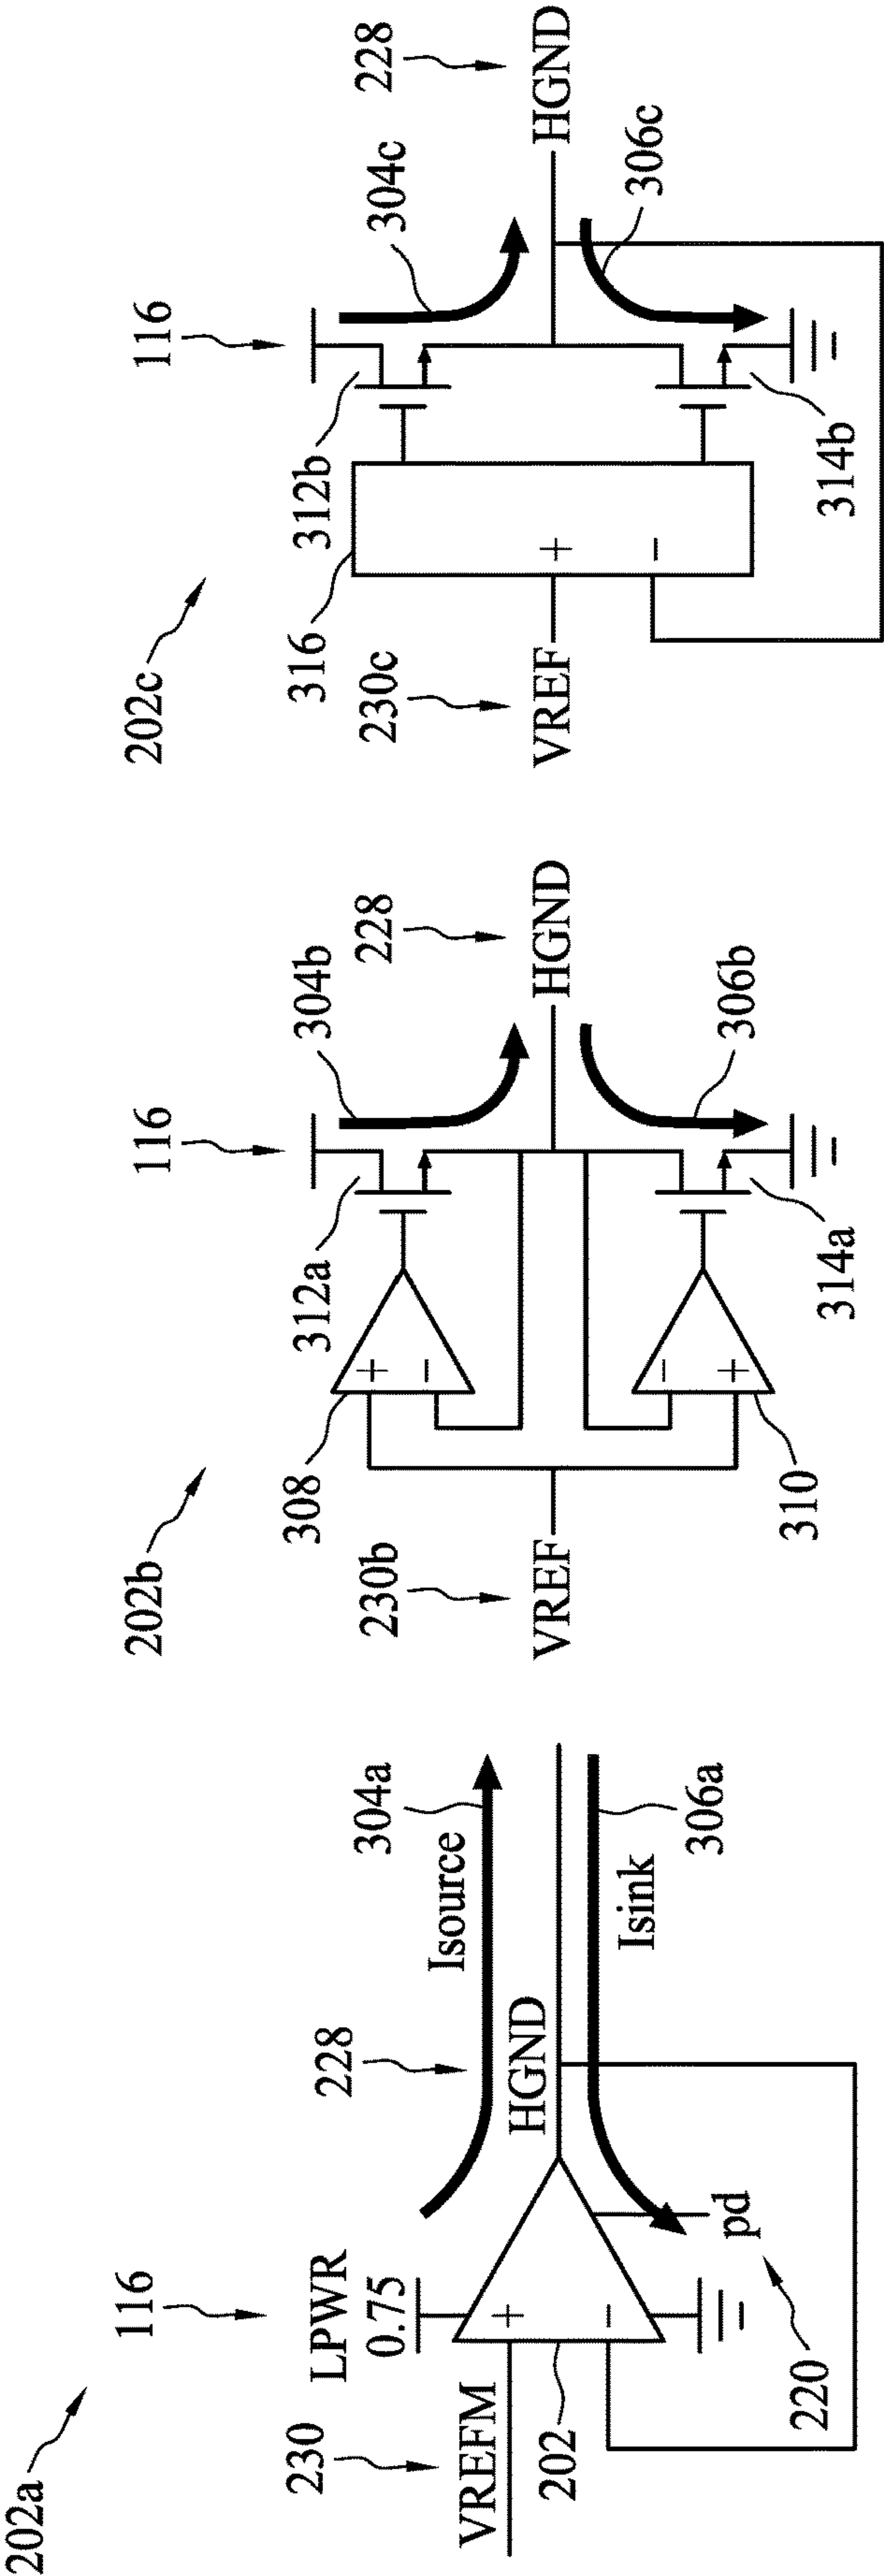 202a
116
LPWR
0.75
230
VREFM
228
HGND
Isource
304a
Isink
306a
+
-
202
pd
220
202b
116
304b
312a
228
HGND
308
+
-
230b
VREF
-
+
310
314a
306b
202c
116
304c
312b
228
HGND
316
230c
VREF
+
-
306c
314b